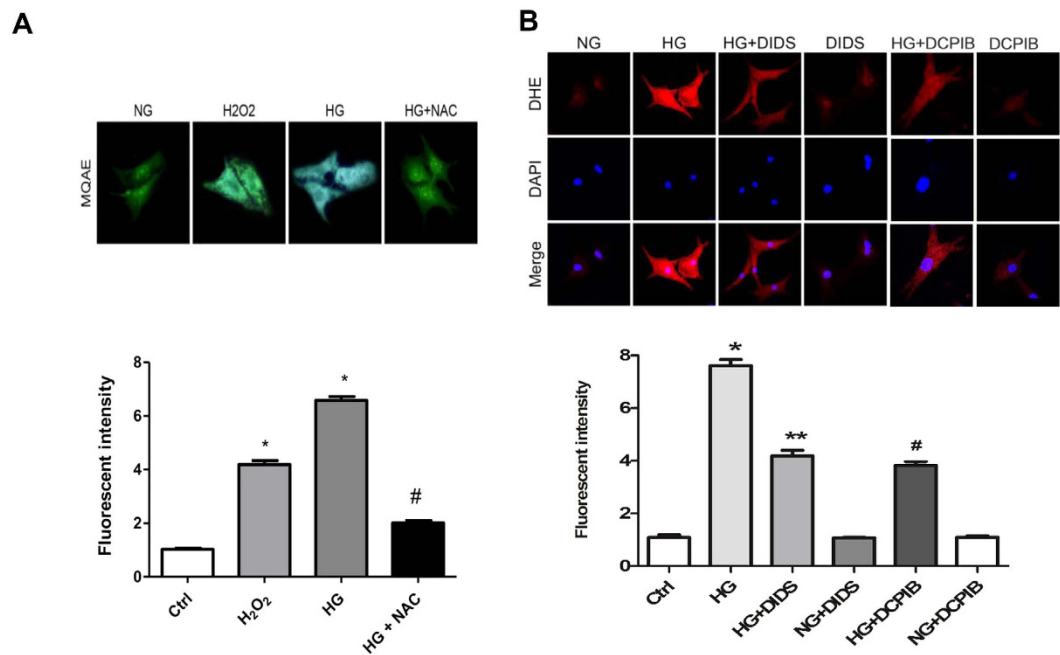 A
NG H2O2 HG HG+NAC
MQAE
Fluorescent intensity
8
6
4
2
0
*
*
#
Ctrl
H₂O₂
HG
HG + NAC
B
NG HG HG+DIDS DIDS HG+DCPIB DCPIB
DHE
DAPI
Merge
Fluorescent intensity
8
6
4
2
0
*
**
#
Ctrl
HG
HG+DIDS
NG+DIDS
HG+DCPIB
NG+DCPIB